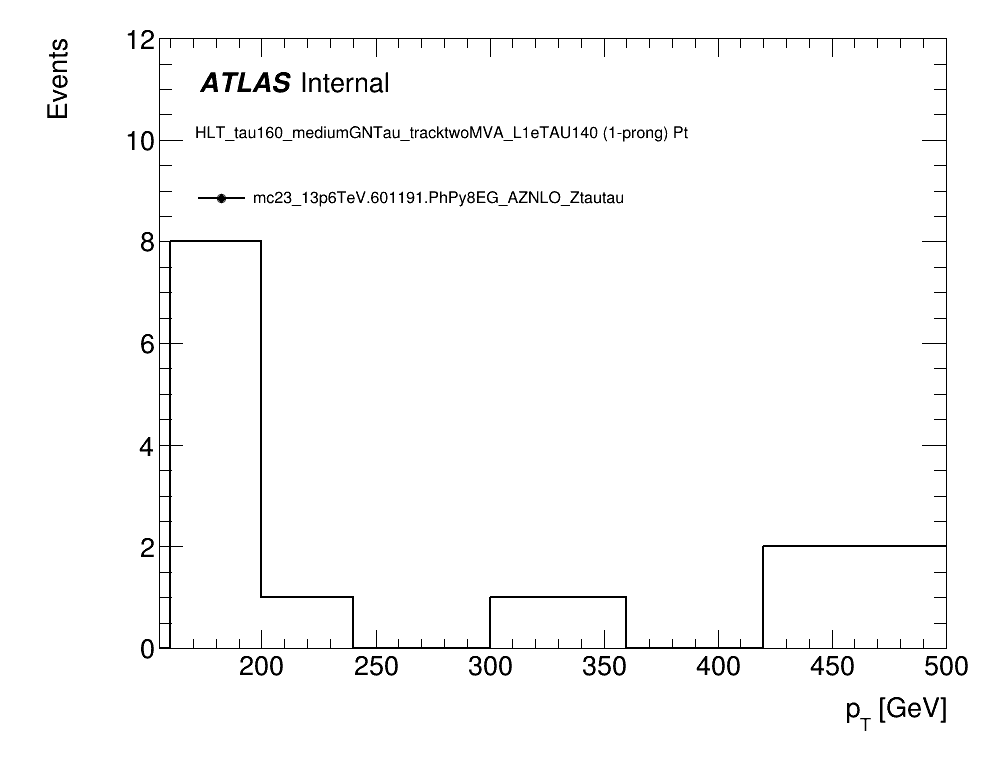 Events
12
10
8
6
4
2
0
ATLAS Internal
HLT_tau160_mediumGNTau_tracktwoMVA_L1eTAU140 (1-prong) Pt
mc23_13p6TeV.601191.PhPy8EG_AZNLO_Ztautau
200 250 300 350 400 450 500
p_T [GeV]